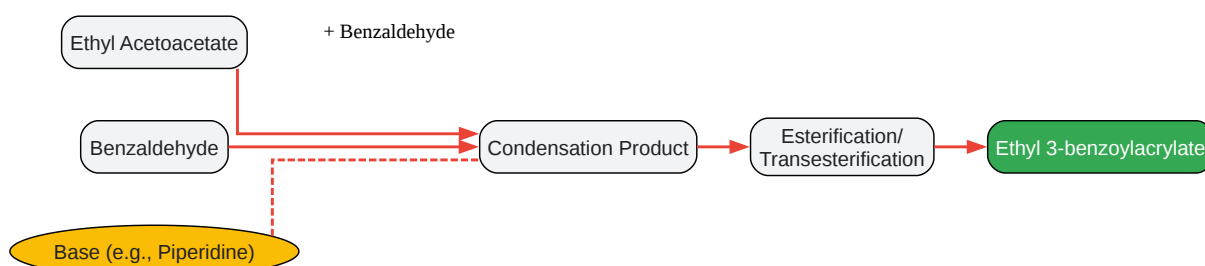 + Benzaldehyde
Ethyl Acetoacetate
Benzaldehyde
Condensation Product
Esterification/
Transesterification
Ethyl 3-benzoylacrylate
Base (e.g., Piperidine)